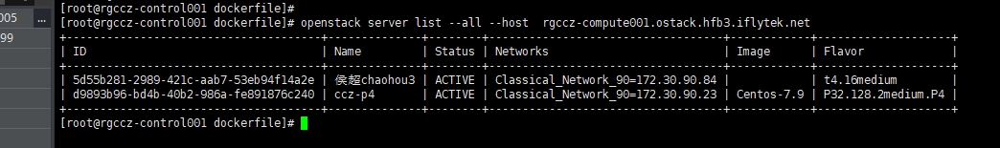 005 ...
99
[root@rgccz-control001 dockerfile]#
[root@rgccz-control001 dockerfile]# openstack server list --all --host  rgccz-compute001.ostack.hfb3.iflytek.net
+--------------------------------------+-------------+--------+---------------------------------+------------+--------------------+
| ID                                   | Name        | Status | Networks                        | Image      | Flavor             |
+--------------------------------------+-------------+--------+---------------------------------+------------+--------------------+
| 5d55b281-2989-421c-aab7-53eb94f14a2e | 侯超chaohou3 | ACTIVE | Classical_Network_90=172.30.90.84 |            | t4.16medium        |
| d9893b96-bd4b-40b2-986a-fe891876c240 | ccz-p4      | ACTIVE | Classical_Network_90=172.30.90.23 | Centos-7.9 | P32.128.2medium.P4 |
+--------------------------------------+-------------+--------+---------------------------------+------------+--------------------+
[root@rgccz-control001 dockerfile]#